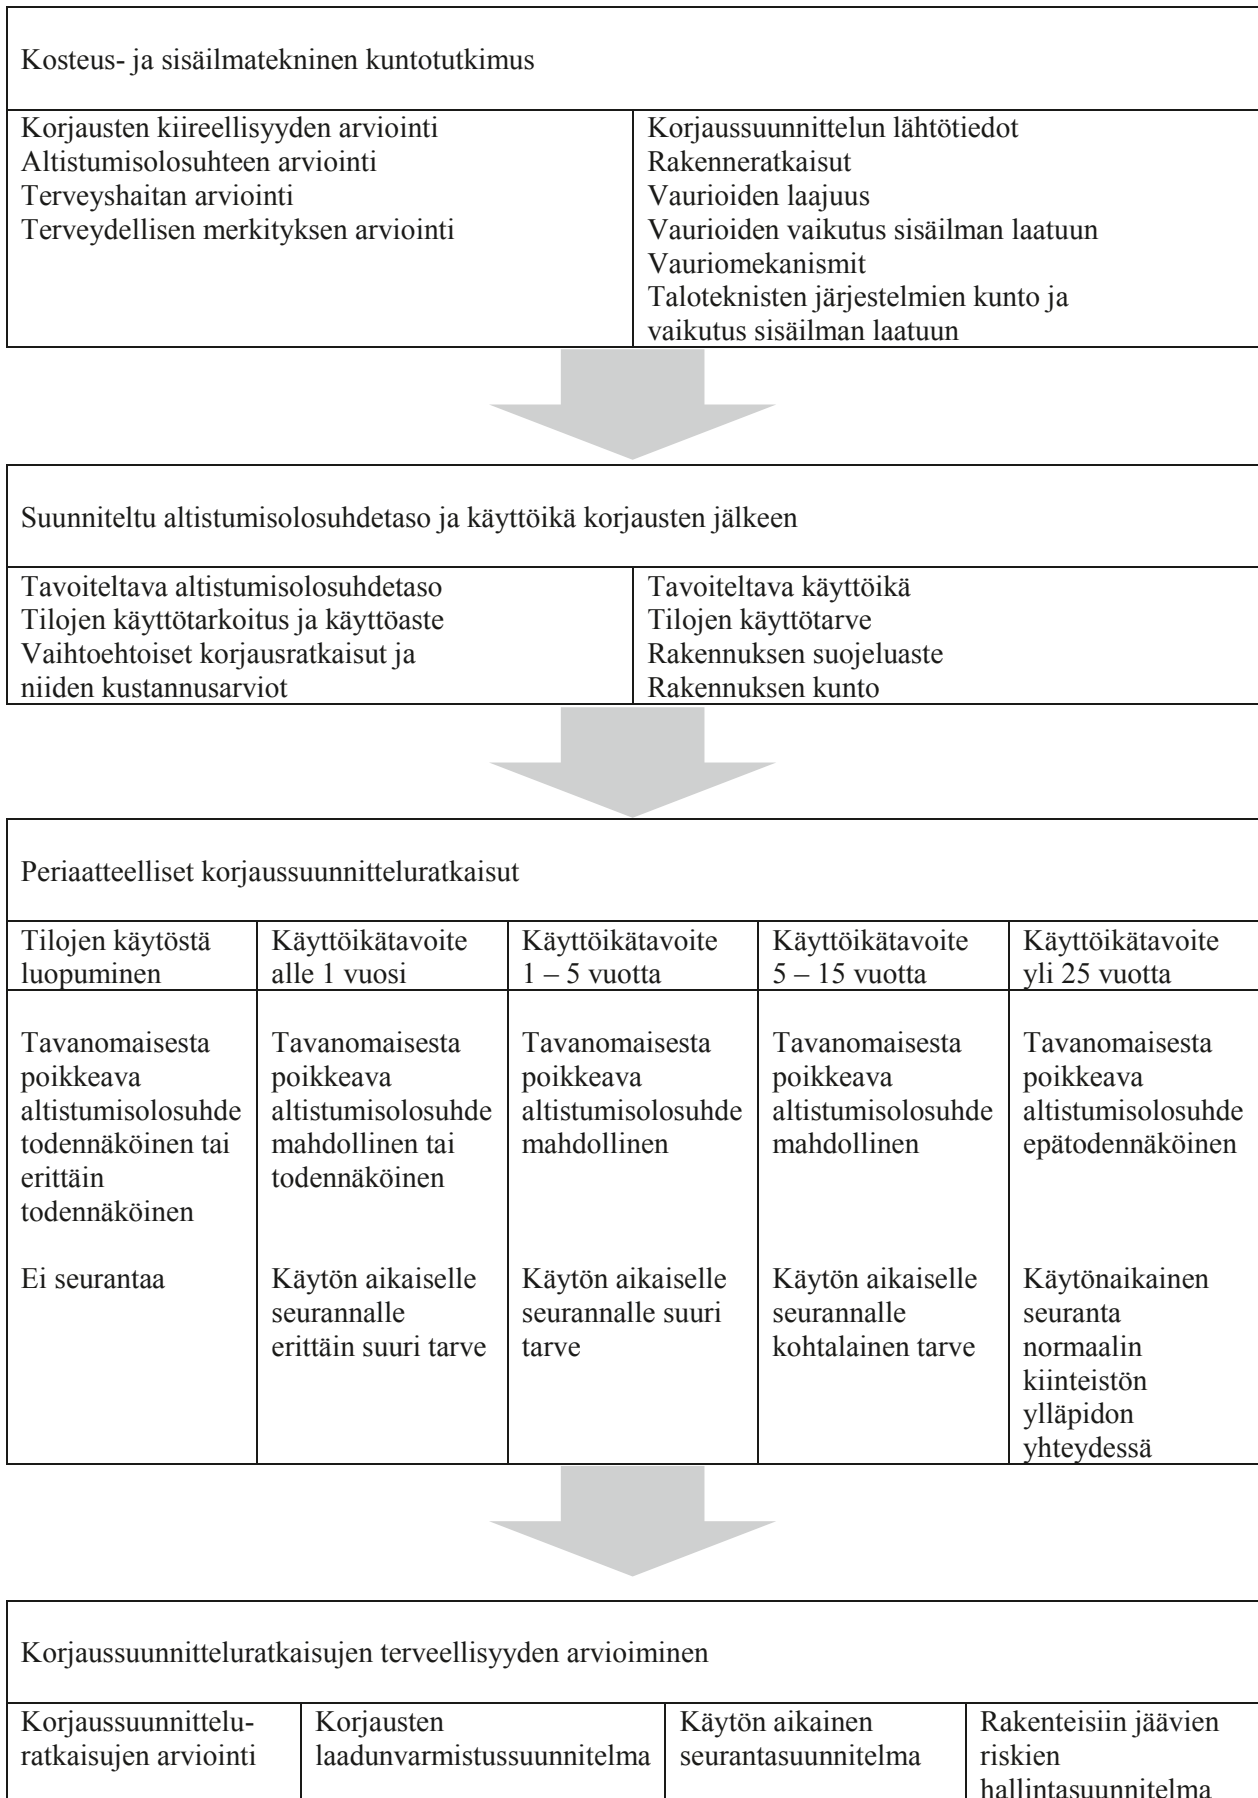 Kosteus- ja sisäilmatekninen kuntotutkimus
Korjausten kiireellisyyden arviointi
Altistumisolosuhteen arviointi
Terveyshaitan arviointi
Terveydellisen merkityksen arviointi
Korjaussuunnittelun lähtötiedot
Rakenneratkaisut
Vaurioiden laajuus
Vaurioiden vaikutus sisäilman laatuun
Vauriomekanismit
Taloteknisten järjestelmien kunto ja
vaikutus sisäilman laatuun
Suunniteltu altistumisolosuhdetaso ja käyttöikä korjausten jälkeen
Tavoiteltava altistumisolosuhdetaso
Tilojen käyttötarkoitus ja käyttöaste
Vaihtoehtoiset korjausratkaisut ja
niiden kustannusarviot
Tavoiteltava käyttöikä
Tilojen käyttötarve
Rakennuksen suojeluaste
Rakennuksen kunto
Periaatteelliset korjaussuunnitteluratkaisut
Tilojen käytöstä
luopuminen
Käyttöikätavoite
alle 1 vuosi
Käyttöikätavoite
1 – 5 vuotta
Käyttöikätavoite
5 – 15 vuotta
Käyttöikätavoite
yli 25 vuotta
Tavanomaisesta
poikkeava
altistumisolosuhde
todennäköinen tai
erittäin
todennäköinen
Tavanomaisesta
poikkeava
altistumisolosuhde
mahdollinen tai
todennäköinen
Tavanomaisesta
poikkeava
altistumisolosuhde
mahdollinen
Tavanomaisesta
poikkeava
altistumisolosuhde
mahdollinen
Tavanomaisesta
poikkeava
altistumisolosuhde
epätodennäköinen
Ei seurantaa
Käytön aikaiselle
seurannalle
erittäin suuri tarve
Käytön aikaiselle
seurannalle suuri
tarve
Käytön aikaiselle
seurannalle
kohtalainen tarve
Käytönaikainen
seuranta
normaalin
kiinteistön
ylläpidon
yhteydessä
Korjaussuunnitteluratkaisujen terveellisyyden arvioiminen
Korjaussuunnittelu-
ratkaisujen arviointi
Korjausten
laadunvarmistussuunnitelma
Käytön aikainen
seurantasuunnitelma
Rakenteisiin jäävien
riskien
hallintasuunnitelma